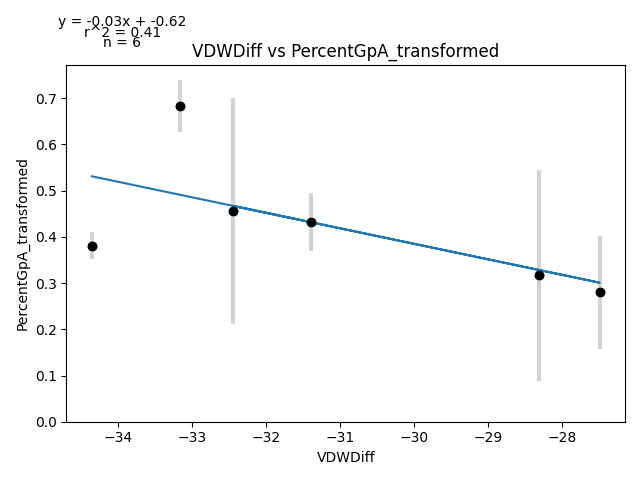 y = -0.03x + -0.62
r^2 = 0.41
n = 6
VDWDiff vs PercentGpA_transformed
PercentGpA_transformed
0.7
0.6
0.5
0.4
0.3
0.2
0.1
0.0
−34 −33 −32 −31 −30 −29 −28
VDWDiff